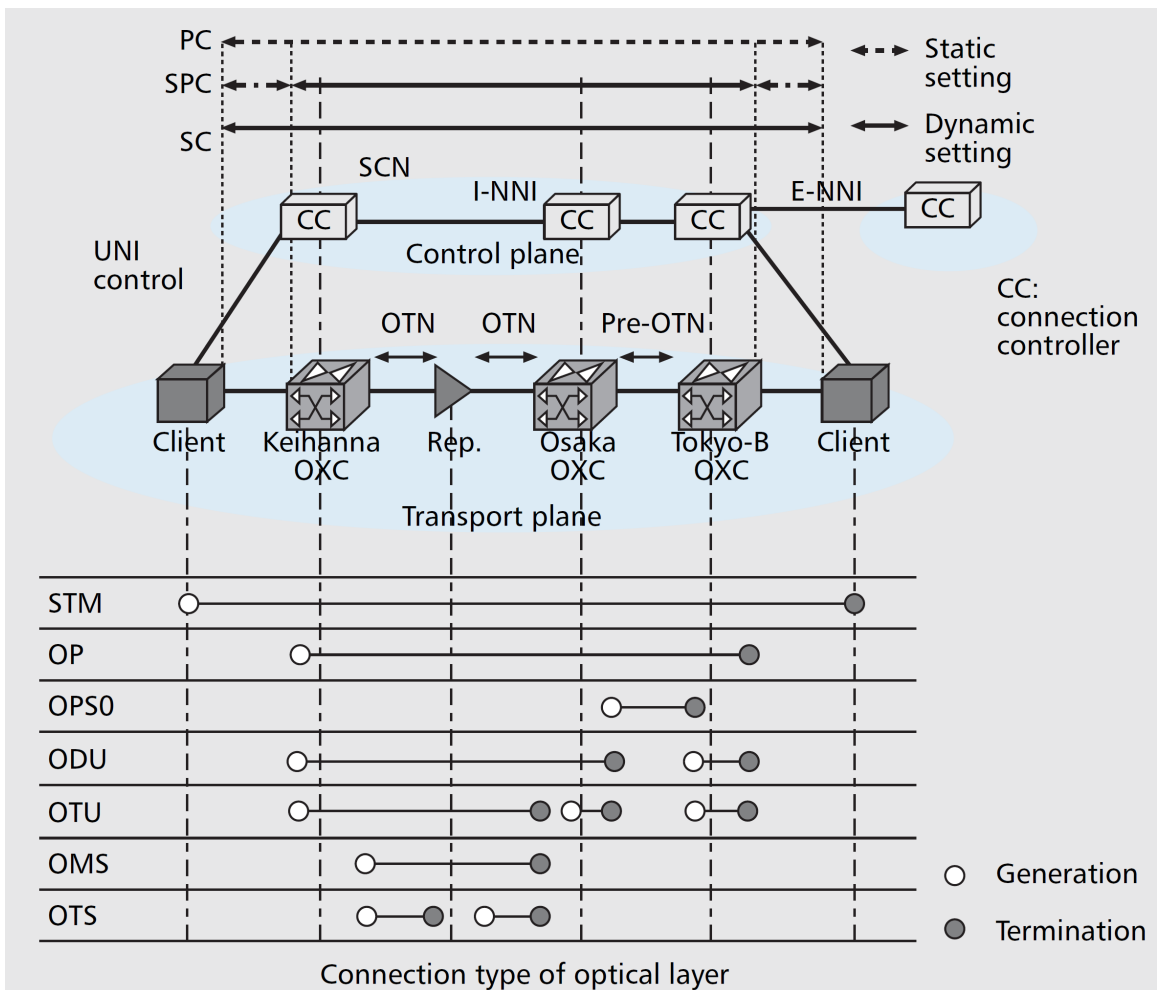 PC
Static
setting
SPC
SC
Dynamic
setting
SCN
I-NNI
E-NNI
CC
CC
CC
CC
UNI
control
Control plane
CC:
connection
controller
OTN
OTN
Pre-OTN
Client
Keihanna
OXC
Rep.
Osaka
OXC
Tokyo-B
OXC
Client
Transport plane
STM
OP
OPS0
ODU
OTU
OMS
OTS
Generation
Termination
Connection type of optical layer